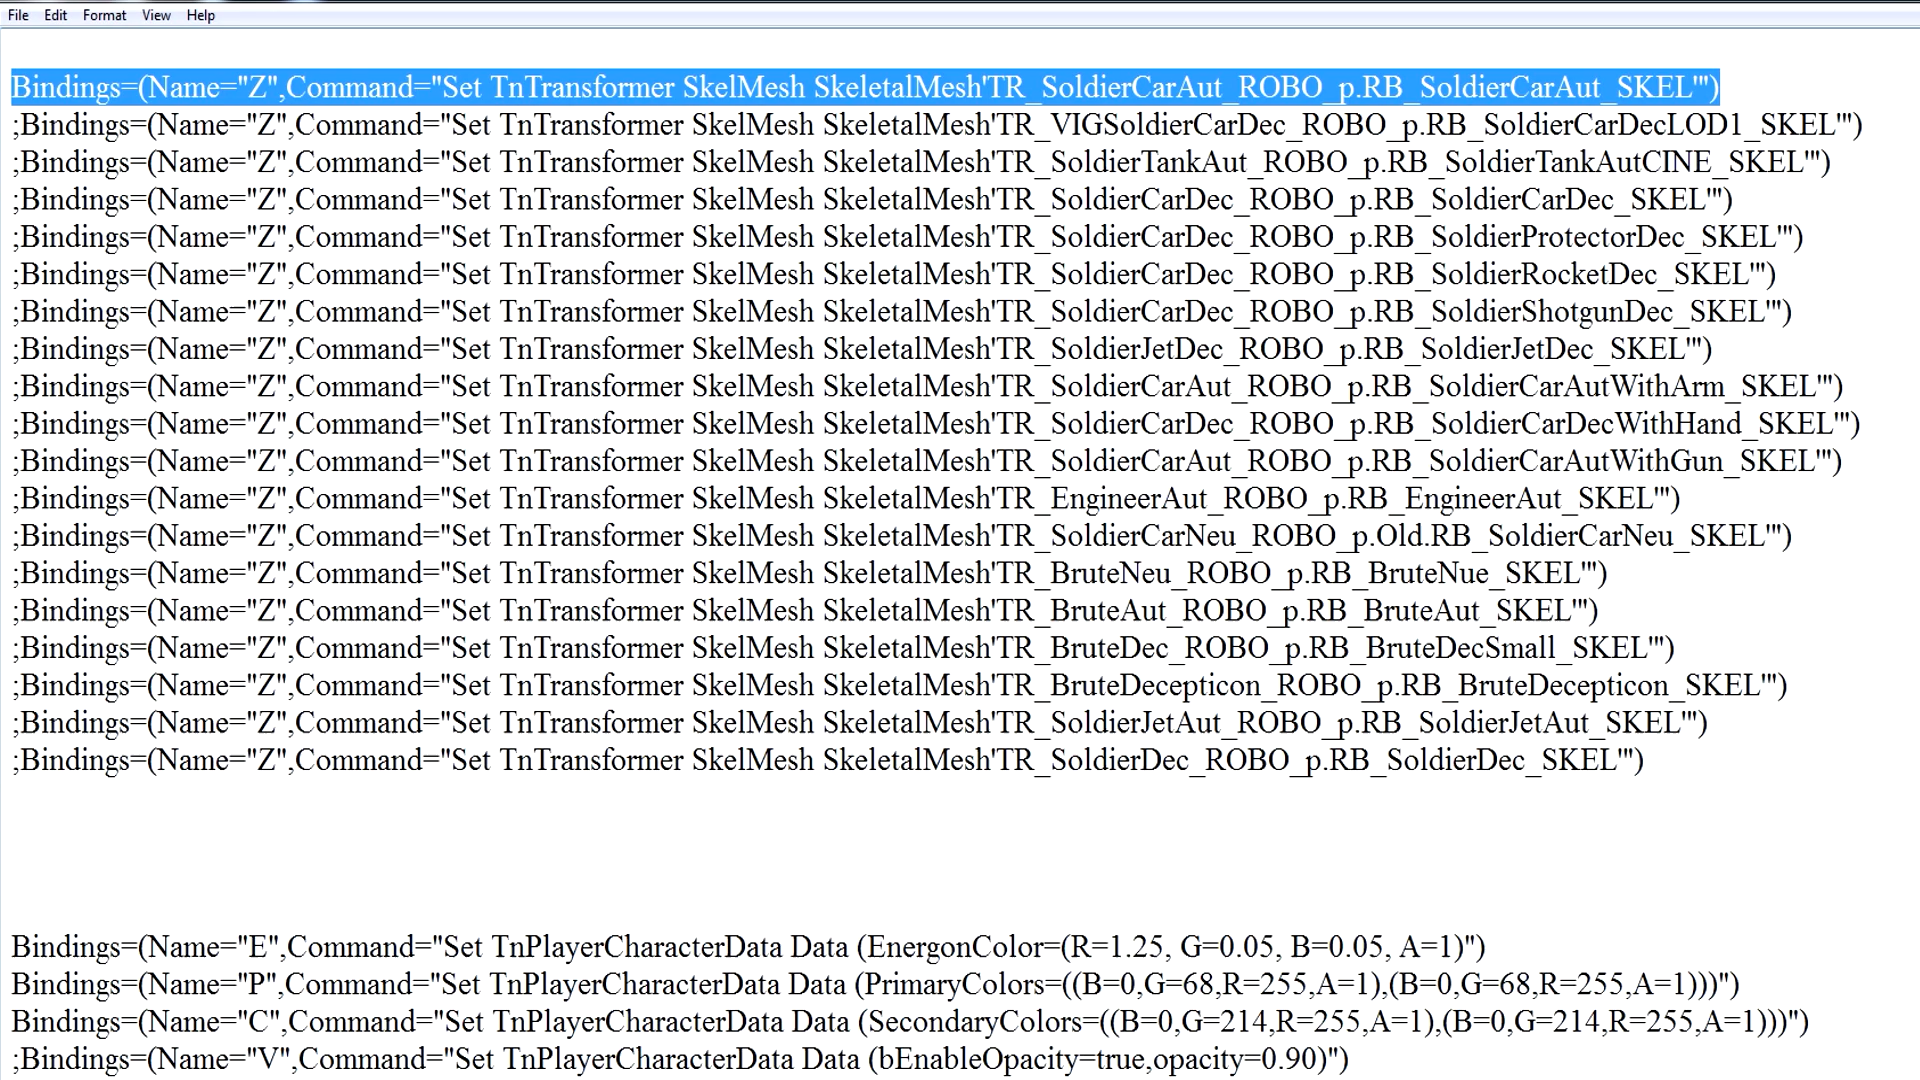 File Edit Format View Help
Bindings=(Name="Z",Command="Set TnTransformer SkelMesh SkeletalMesh'TR_SoldierCarAut_ROBO_p.RB_SoldierCarAut_SKEL'")
;Bindings=(Name="Z",Command="Set TnTransformer SkelMesh SkeletalMesh'TR_VIGSoldierCarDec_ROBO_p.RB_SoldierCarDecLOD1_SKEL'")
;Bindings=(Name="Z",Command="Set TnTransformer SkelMesh SkeletalMesh'TR_SoldierTankAut_ROBO_p.RB_SoldierTankAutCINE_SKEL'")
;Bindings=(Name="Z",Command="Set TnTransformer SkelMesh SkeletalMesh'TR_SoldierCarDec_ROBO_p.RB_SoldierCarDec_SKEL'")
;Bindings=(Name="Z",Command="Set TnTransformer SkelMesh SkeletalMesh'TR_SoldierCarDec_ROBO_p.RB_SoldierProtectorDec_SKEL'")
;Bindings=(Name="Z",Command="Set TnTransformer SkelMesh SkeletalMesh'TR_SoldierCarDec_ROBO_p.RB_SoldierRocketDec_SKEL'")
;Bindings=(Name="Z",Command="Set TnTransformer SkelMesh SkeletalMesh'TR_SoldierCarDec_ROBO_p.RB_SoldierShotgunDec_SKEL'")
;Bindings=(Name="Z",Command="Set TnTransformer SkelMesh SkeletalMesh'TR_SoldierJetDec_ROBO_p.RB_SoldierJetDec_SKEL'")
;Bindings=(Name="Z",Command="Set TnTransformer SkelMesh SkeletalMesh'TR_SoldierCarAut_ROBO_p.RB_SoldierCarAutWithArm_SKEL'")
;Bindings=(Name="Z",Command="Set TnTransformer SkelMesh SkeletalMesh'TR_SoldierCarDec_ROBO_p.RB_SoldierCarDecWithHand_SKEL'")
;Bindings=(Name="Z",Command="Set TnTransformer SkelMesh SkeletalMesh'TR_SoldierCarAut_ROBO_p.RB_SoldierCarAutWithGun_SKEL'")
;Bindings=(Name="Z",Command="Set TnTransformer SkelMesh SkeletalMesh'TR_EngineerAut_ROBO_p.RB_EngineerAut_SKEL'")
;Bindings=(Name="Z",Command="Set TnTransformer SkelMesh SkeletalMesh'TR_SoldierCarNeu_ROBO_p.Old.RB_SoldierCarNeu_SKEL'")
;Bindings=(Name="Z",Command="Set TnTransformer SkelMesh SkeletalMesh'TR_BruteNeu_ROBO_p.RB_BruteNue_SKEL'")
;Bindings=(Name="Z",Command="Set TnTransformer SkelMesh SkeletalMesh'TR_BruteAut_ROBO_p.RB_BruteAut_SKEL'")
;Bindings=(Name="Z",Command="Set TnTransformer SkelMesh SkeletalMesh'TR_BruteDec_ROBO_p.RB_BruteDecSmall_SKEL'")
;Bindings=(Name="Z",Command="Set TnTransformer SkelMesh SkeletalMesh'TR_BruteDecepticon_ROBO_p.RB_BruteDecepticon_SKEL'")
;Bindings=(Name="Z",Command="Set TnTransformer SkelMesh SkeletalMesh'TR_SoldierJetAut_ROBO_p.RB_SoldierJetAut_SKEL'")
;Bindings=(Name="Z",Command="Set TnTransformer SkelMesh SkeletalMesh'TR_SoldierDec_ROBO_p.RB_SoldierDec_SKEL'")
Bindings=(Name="E",Command="Set TnPlayerCharacterData Data (EnergonColor=(R=1.25, G=0.05, B=0.05, A=1)")
Bindings=(Name="P",Command="Set TnPlayerCharacterData Data (PrimaryColors=((B=0,G=68,R=255,A=1),(B=0,G=68,R=255,A=1)))")
Bindings=(Name="C",Command="Set TnPlayerCharacterData Data (SecondaryColors=((B=0,G=214,R=255,A=1),(B=0,G=214,R=255,A=1)))")
;Bindings=(Name="V",Command="Set TnPlayerCharacterData Data (bEnableOpacity=true,opacity=0.90)")